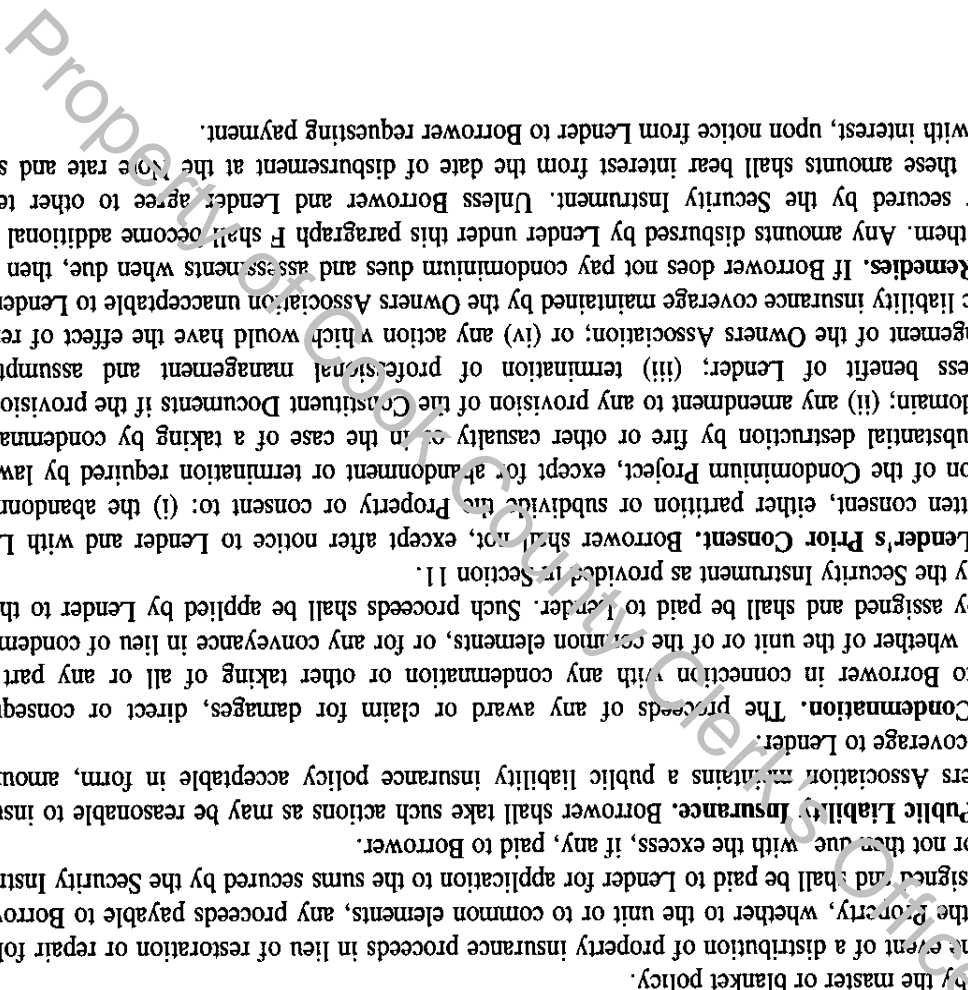 by the master or blanket policy.
event of a distribution of property insurance proceeds in lieu of restoration or repair fol
the Property, whether to the unit or to common elements, any proceeds payable to Borrow
signed and shall be paid to Lender for application to the sums secured by the Security Instr
or not then due, with the excess, if any, paid to Borrower.
Public Liability Insurance. Borrower shall take such actions as may be reasonable to insu
ers Association maintains a public liability insurance policy acceptable in form, amou
coverage to Lender.
Condemnation. The proceeds of any award or claim for damages, direct or conseq
to Borrower in connection with any condemnation or other taking of all or any part
whether of the unit or of the common elements, or for any conveyance in lieu of condem
y assigned and shall be paid to Lender. Such proceeds shall be applied by Lender to th
y the Security Instrument as provided in Section 11.
Lender's Prior Consent. Borrower shall not, except after notice to Lender and with L
tten consent, either partition or subdivide the Property or consent to: (i) the abandonm
on of the Condominium Project, except for abandonment or termination required by law
ubstantial destruction by fire or other casualty or in the case of a taking by condemna
domain; (ii) any amendment to any provision of the Constituent Documents if the provisio
ess benefit of Lender; (iii) termination of professional management and assumpt
gement of the Owners Association; or (iv) any action which would have the effect of re
c liability insurance coverage maintained by the Owners Association unacceptable to Lender
Remedies. If Borrower does not pay condominium dues and assessments when due, then
them. Any amounts disbursed by Lender under this paragraph F shall become additional
secured by the Security Instrument. Unless Borrower and Lender agree to other te
these amounts shall bear interest from the date of disbursement at the Note rate and s
with interest, upon notice from Lender to Borrower requesting payment.
Property of Cook County Clerk's Office